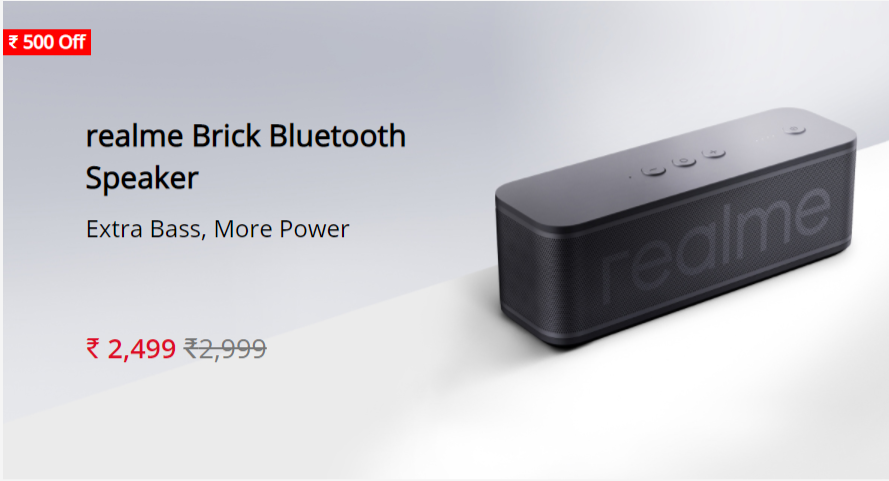 ₹ 500 Off
realme Brick Bluetooth
Speaker
Extra Bass, More Power
₹ 2,499 ₹2,999
realme